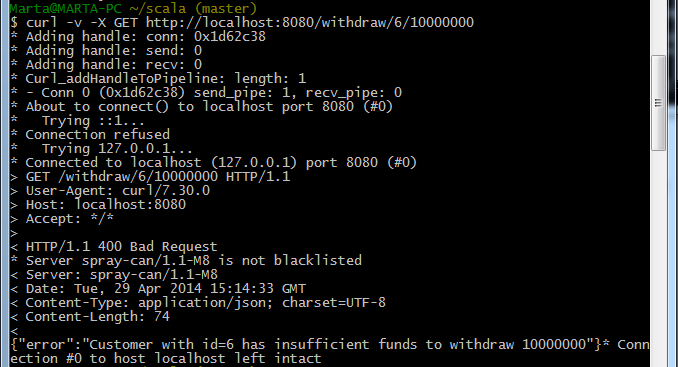 Marta@MARTA-PC ~/scala (master)
$ curl -v -X GET http://localhost:8080/withdraw/6/10000000
* Adding handle: conn: 0x1d62c38
* Adding handle: send: 0
* Adding handle: recv: 0
* Curl_addHandleToPipeline: length: 1
* - Conn 0 (0x1d62c38) send_pipe: 1, recv_pipe: 0
* About to connect() to localhost port 8080 (#0)
*   Trying ::1...
* Connection refused
*   Trying 127.0.0.1...
* Connected to localhost (127.0.0.1) port 8080 (#0)
> GET /withdraw/6/10000000 HTTP/1.1
> User-Agent: curl/7.30.0
> Host: localhost:8080
> Accept: */*
>
< HTTP/1.1 400 Bad Request
* Server spray-can/1.1-M8 is not blacklisted
< Server: spray-can/1.1-M8
< Date: Tue, 29 Apr 2014 15:14:33 GMT
< Content-Type: application/json; charset=UTF-8
< Content-Length: 74
<
{"error":"Customer with id=6 has insufficient funds to withdraw 10000000"}* Conn
ection #0 to host localhost left intact